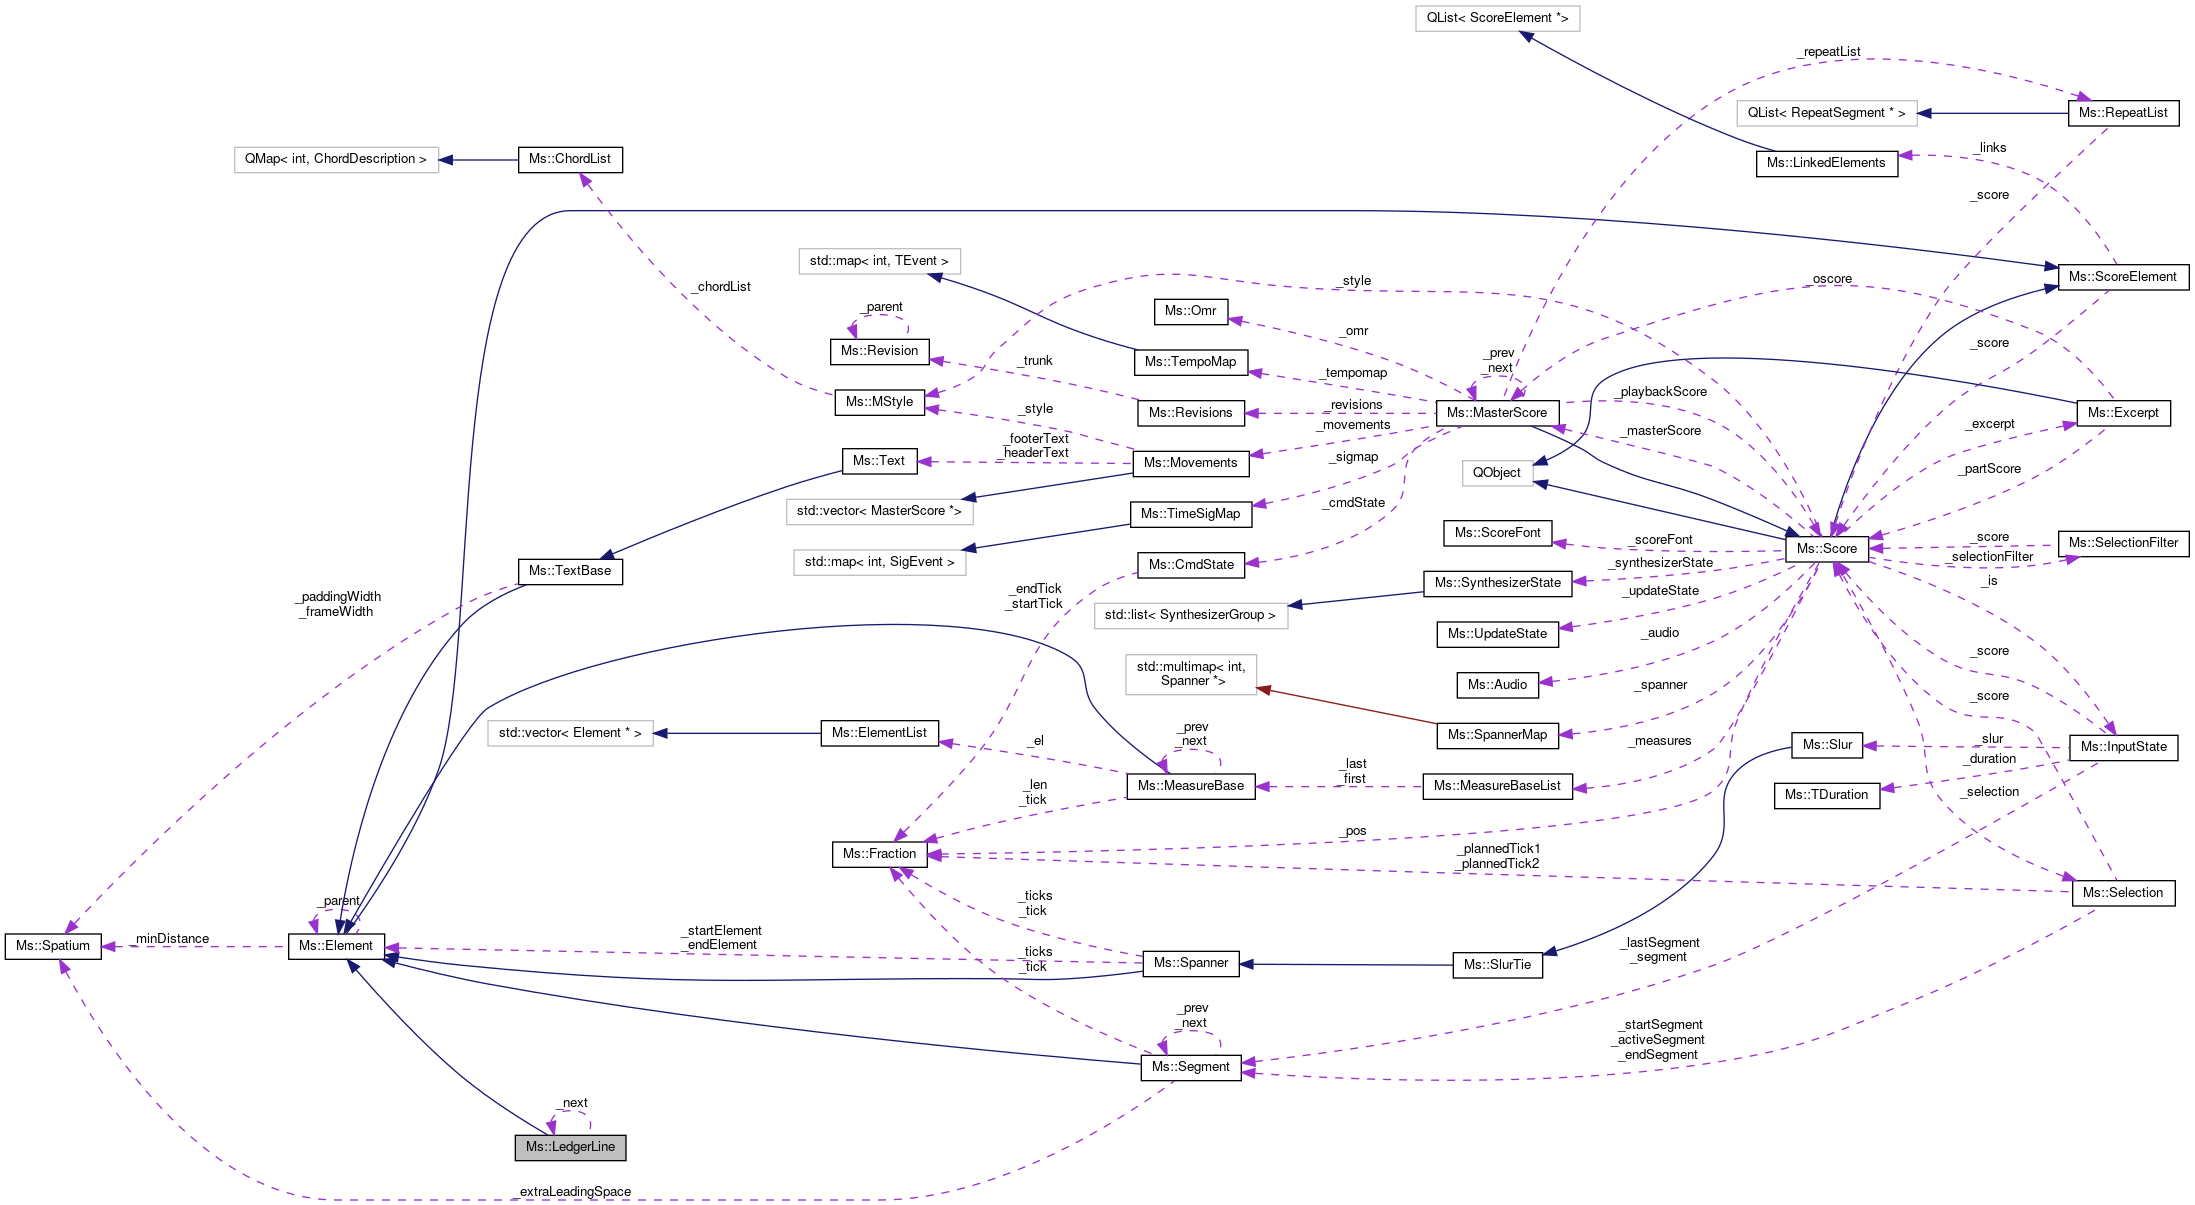 QList< ScoreElement *>
_repeatList
QList< RepeatSegment * >
Ms::RepeatList
_links
QMap< int, ChordDescription >
Ms::ChordList
Ms::LinkedElements
_score
std::map< int, TEvent >
Ms::ScoreElement
_chordList
_style
_oscore
Ms::Omr
_parent
_omr
Ms::Revision
_trunk
Ms::TempoMap
_prev
_next
_score
_tempomap
Ms::MStyle
_style
Ms::Revisions
_revisions
Ms::MasterScore
_playbackScore
Ms::Excerpt
_movements
_masterScore
_excerpt
_footerText
_headerText
Ms::Text
Ms::Movements
_sigmap
QObject
_partScore
std::vector< MasterScore *>
Ms::TimeSigMap
_cmdState
Ms::ScoreFont
_scoreFont
Ms::Score
_score
Ms::SelectionFilter
std::map< int, SigEvent >
Ms::CmdState
_synthesizerState
_selectionFilter
Ms::TextBase
Ms::SynthesizerState
_is
_paddingWidth
_frameWidth
_endTick
_startTick
std::list< SynthesizerGroup >
_updateState
Ms::UpdateState
_audio
_score
std::multimap< int,
Spanner *>
Ms::Audio
_spanner
_score
std::vector< Element * >
Ms::ElementList
_el
_prev
_next
Ms::SpannerMap
_measures
Ms::Slur
_slur
Ms::InputState
_duration
_last
_first
Ms::MeasureBase
Ms::MeasureBaseList
Ms::TDuration
_selection
_len
_tick
_pos
Ms::Fraction
_plannedTick1
_plannedTick2
Ms::Selection
_parent
_ticks
_tick
Ms::Spatium
_minDistance
Ms::Element
_startElement
_endElement
_ticks
_tick
Ms::Spanner
Ms::SlurTie
_lastSegment
_segment
_prev
_next
_startSegment
_activeSegment
_endSegment
Ms::Segment
_next
Ms::LedgerLine
_extraLeadingSpace